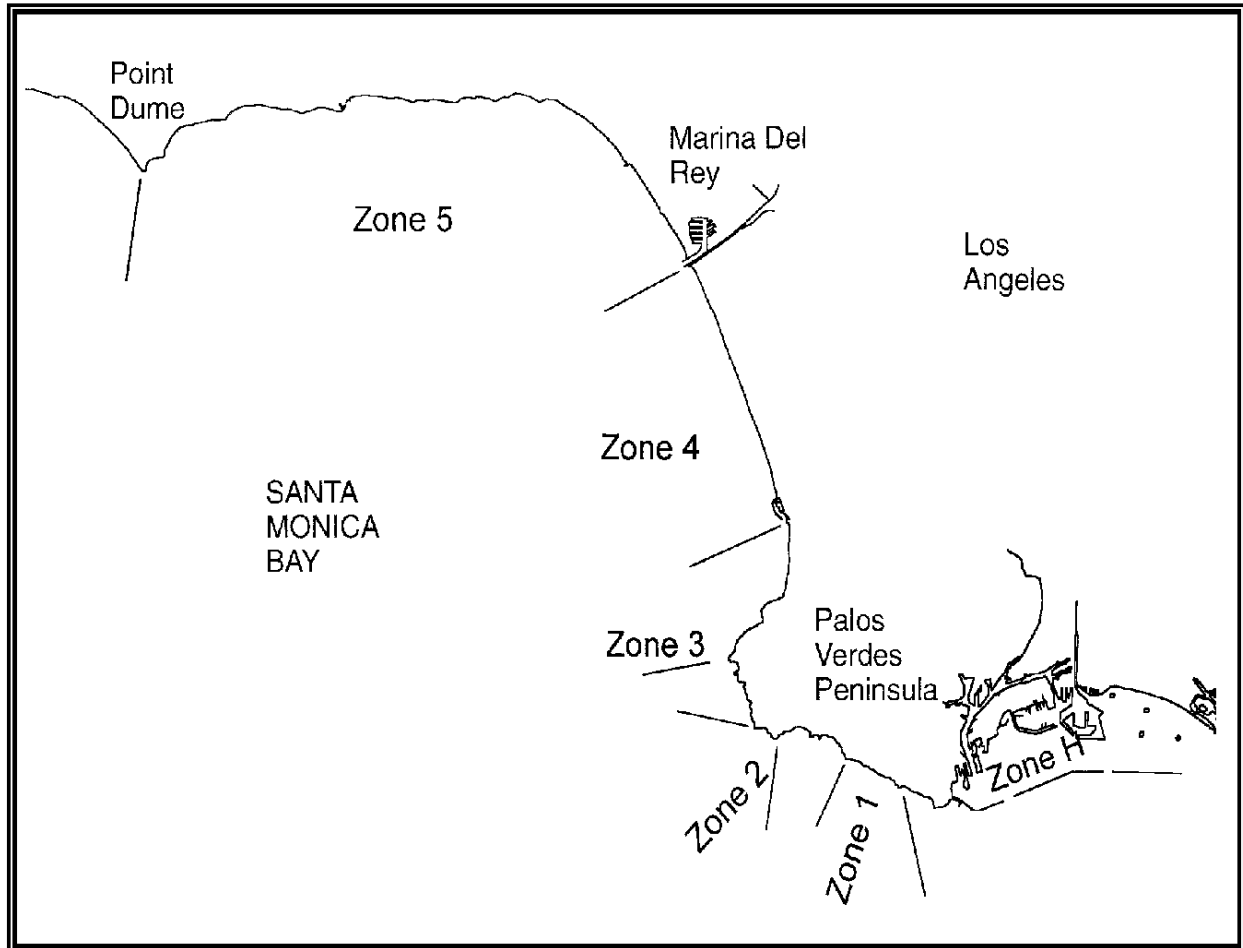 Point
Dume
Marina Del
Rey
Zone 5
Los
Angeles
Zone 4
SANTA
MONICA
BAY
Zone 3
Palos
Verdes
Peninsula
Zone H
Zone 2
Zone 1